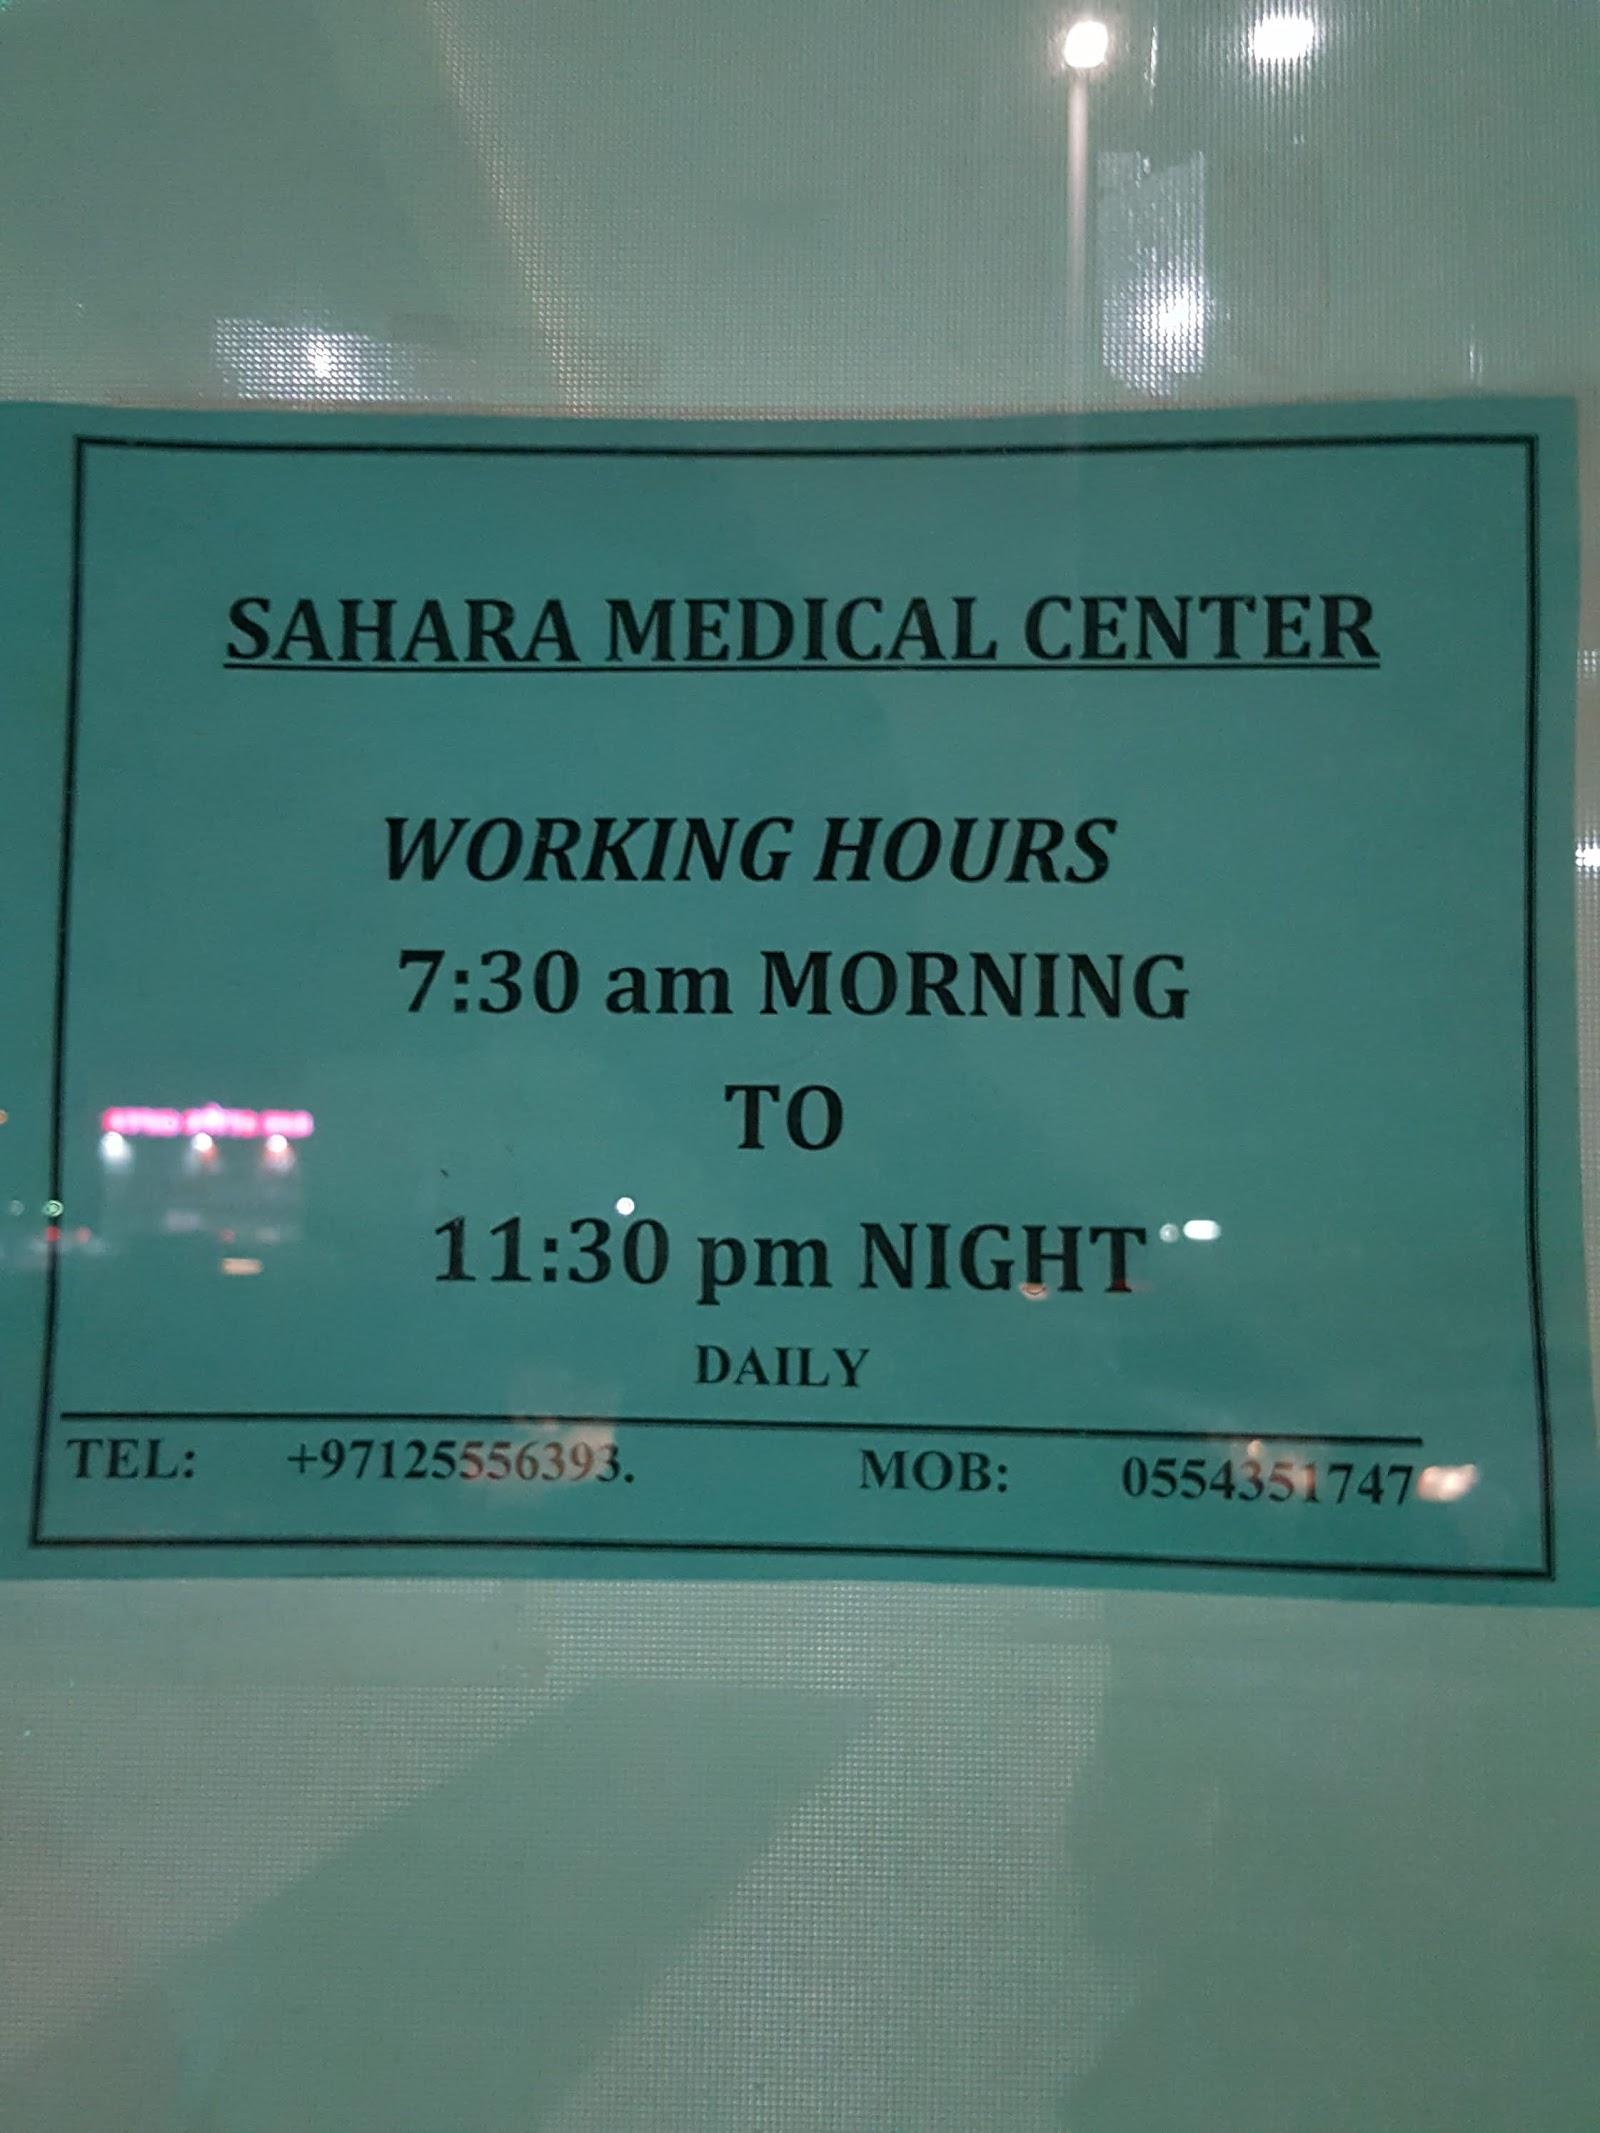 SAHARA MEDICAL CENTER
WORKING HOURS
7:30 am MORNING
TO
11:30 pm NIGHT
DAILY
TEL: +97125556393. MOB: 0554351747